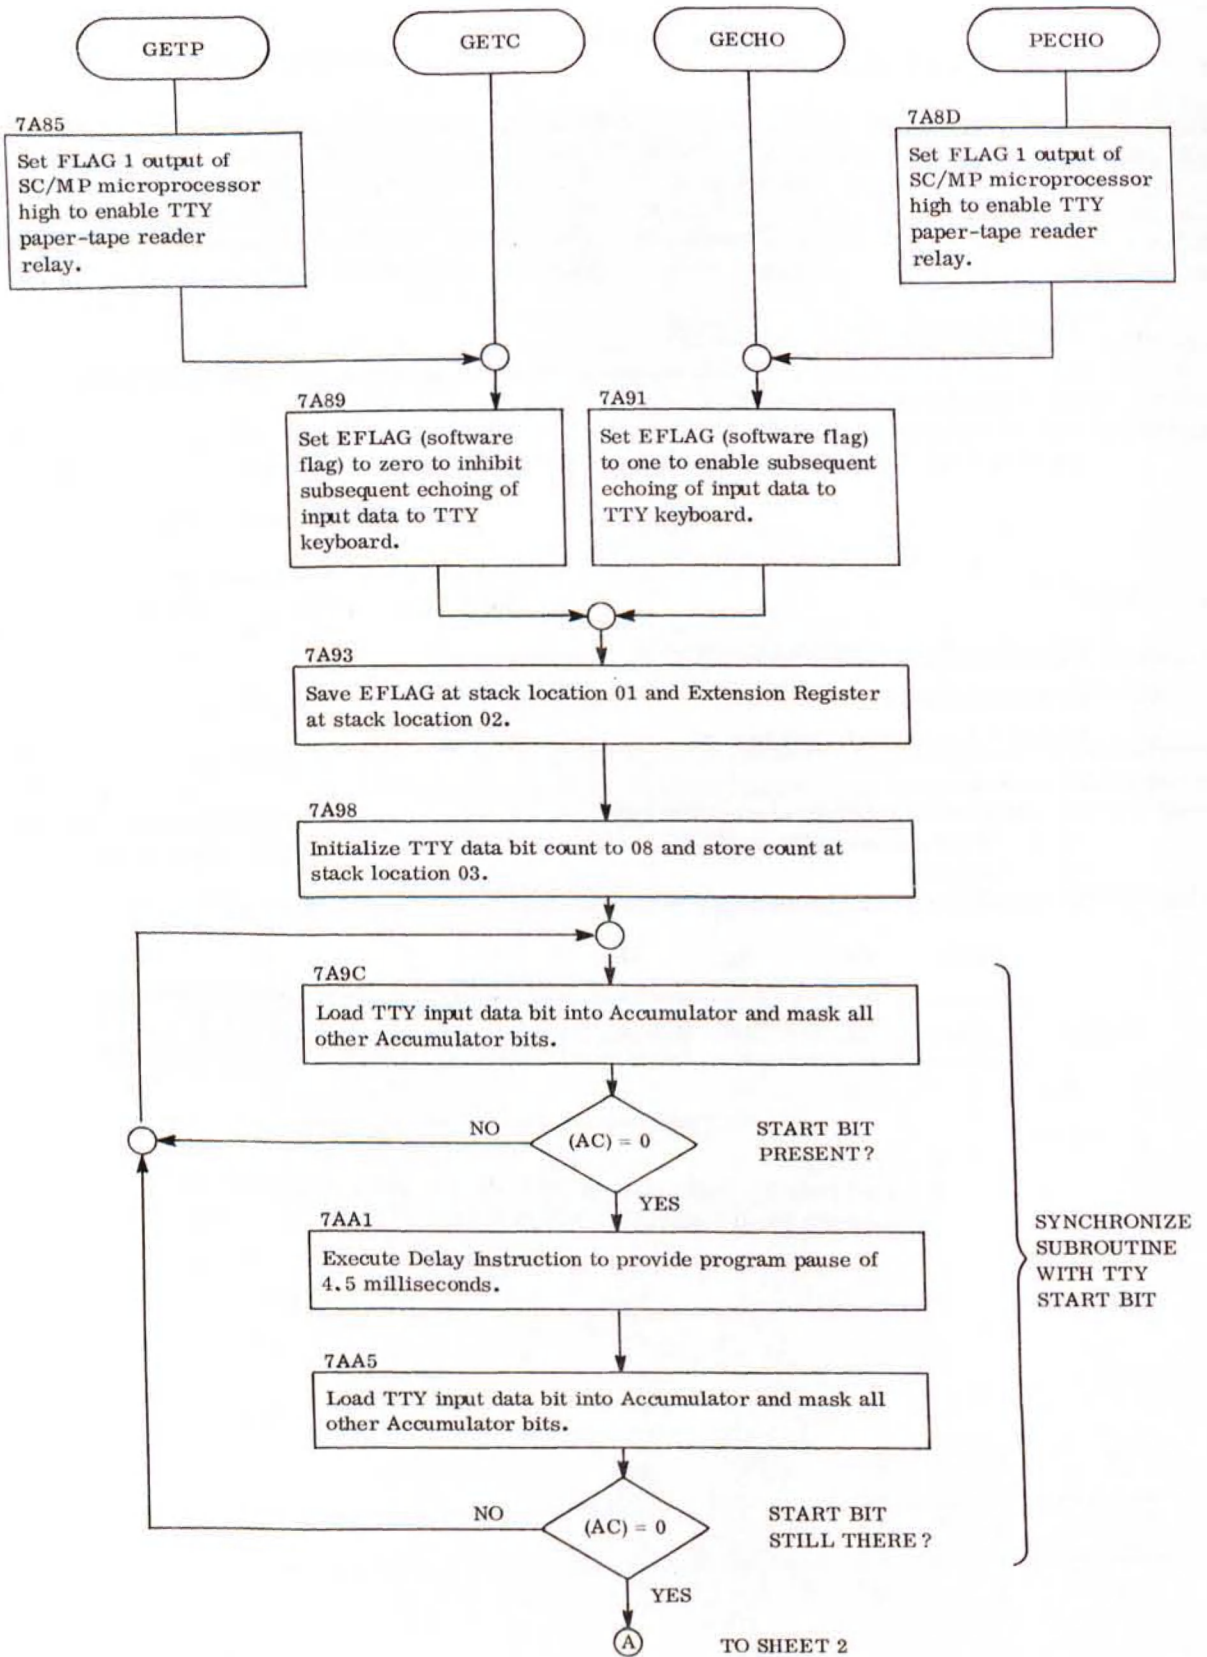 GETP
GETC
GECHO
PECHO
7A85
Set FLAG 1 output of
SC/MP microprocessor
high to enable TTY
paper-tape reader
relay.
7A8D
Set FLAG 1 output of
SC/MP microprocessor
high to enable TTY
paper-tape reader
relay.
7A89
Set EFLAG (software
flag) to zero to inhibit
subsequent echoing of
input data to TTY
keyboard.
7A91
Set EFLAG (software flag)
to one to enable subsequent
echoing of input data to
TTY keyboard.
7A93
Save EFLAG at stack location 01 and Extension Register
at stack location 02.
7A98
Initialize TTY data bit count to 08 and store count at
stack location 03.
7A9C
Load TTY input data bit into Accumulator and mask all
other Accumulator bits.
NO
(AC) = 0
START BIT
PRESENT?
YES
7AA1
Execute Delay Instruction to provide program pause of
4.5 milliseconds.
SYNCHRONIZE
SUBROUTINE
WITH TTY
START BIT
7AA5
Load TTY input data bit into Accumulator and mask all
other Accumulator bits.
NO
(AC) = 0
START BIT
STILL THERE?
YES
A
TO SHEET 2